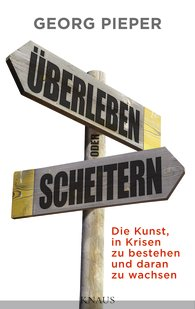 GEORG PIEPER
ÜBERLEBEN
ODER
SCHEITERN
Die Kunst,
in Krisen
zu bestehen
und daran
zu wachsen
KNAUS